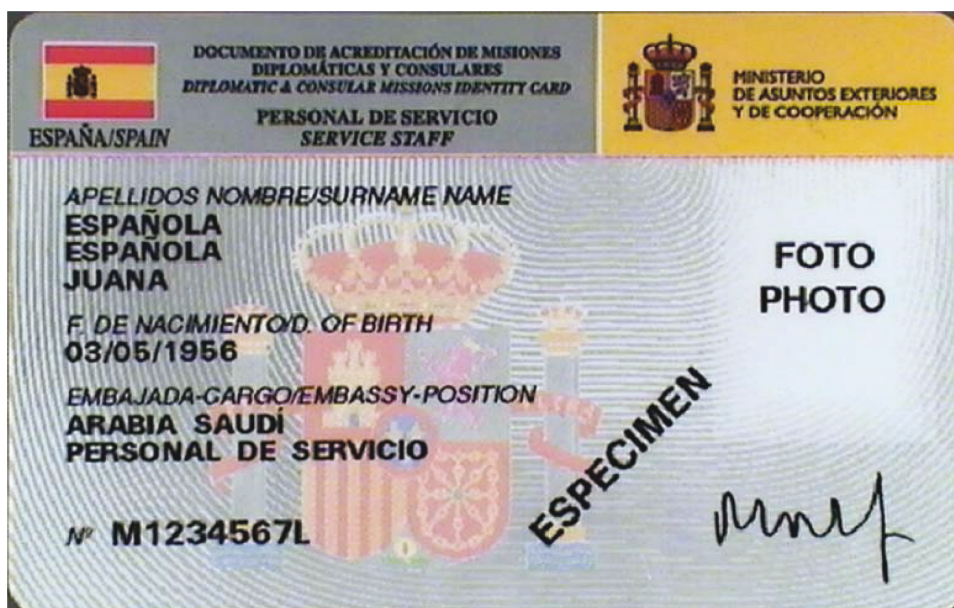 DOCUMENTO DE ACREDITACIÓN DE MISIONES
DIPLOMÁTICAS Y CONSULARES
DIPLOMATIC & CONSULAR MISSIONS IDENTITY CARD
PERSONAL DE SERVICIO
SERVICE STAFF
ESPAÑA/SPAIN
MINISTERIO
DE ASUNTOS EXTERIORES
Y DE COOPERACIÓN
APELLIDOS NOMBRE/SURNAME NAME
ESPAÑOLA
ESPAÑOLA
JUANA
FOTO
PHOTO
F. DE NACIMIENTO/D. OF BIRTH
03/05/1956
EMBAJADA-CARGO/EMBASSY-POSITION
ARABIA SAUDÍ
PERSONAL DE SERVICIO
ESPECIMEN
Nº M1234567L